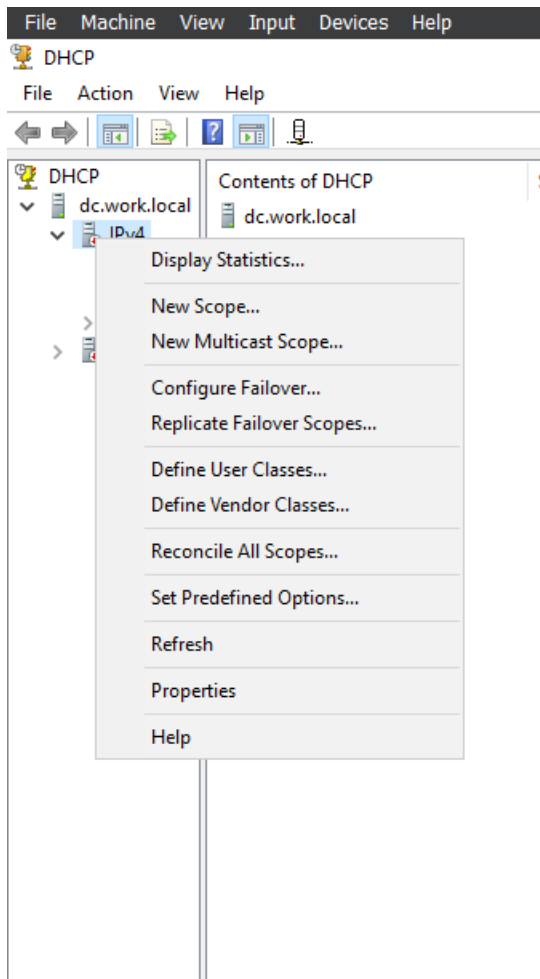 File Machine View Input Devices Help
DHCP
File Action View Help
DHCP
Contents of DHCP
dc.work.local
dc.work.local
IPv4
Display Statistics...
New Scope...
New Multicast Scope...
Configure Failover...
Replicate Failover Scopes...
Define User Classes...
Define Vendor Classes...
Reconcile All Scopes...
Set Predefined Options...
Refresh
Properties
Help